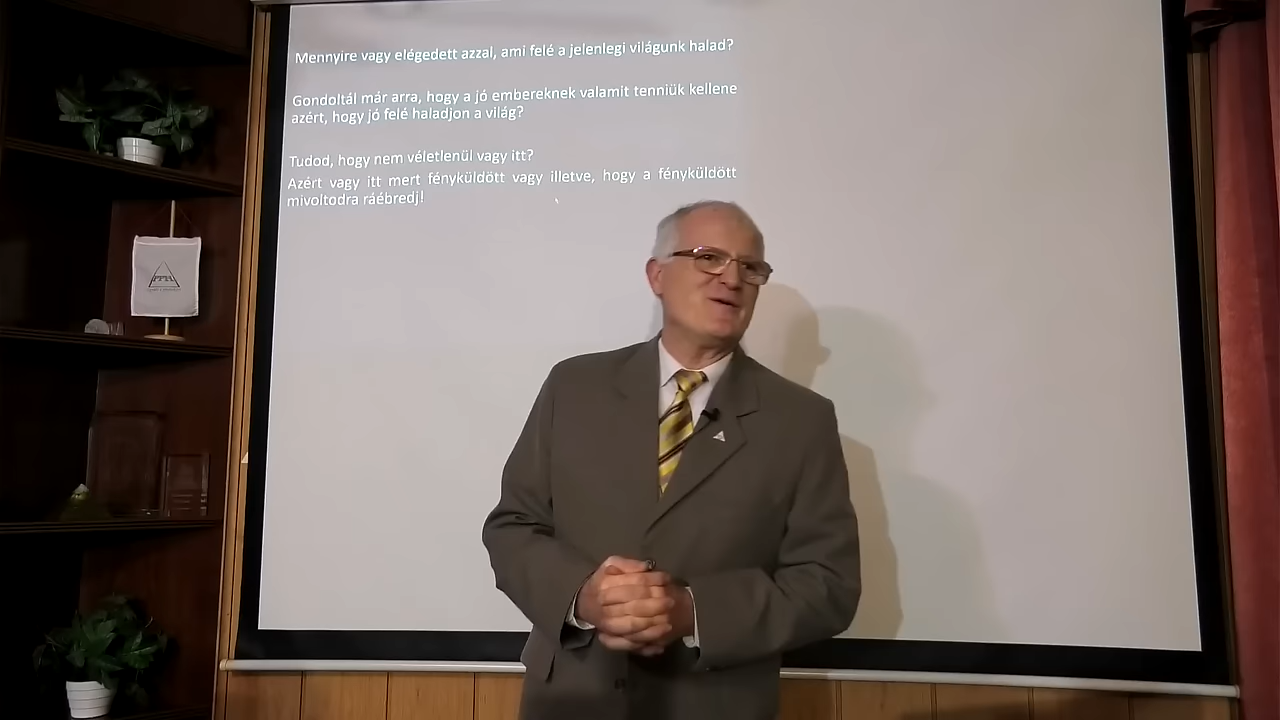 Mennyire vagy elégedett azzal, ami felé a jelenlegi világunk halad?
Gondoltál már arra, hogy a jó embereknek valamit tenniük kellene
azért, hogy jó felé haladjon a világ?
Tudod, hogy nem véletlenül vagy itt?
Azért vagy itt mert fényküldött vagy illetve, hogy a fényküldött
mivoltodra ráébredj!